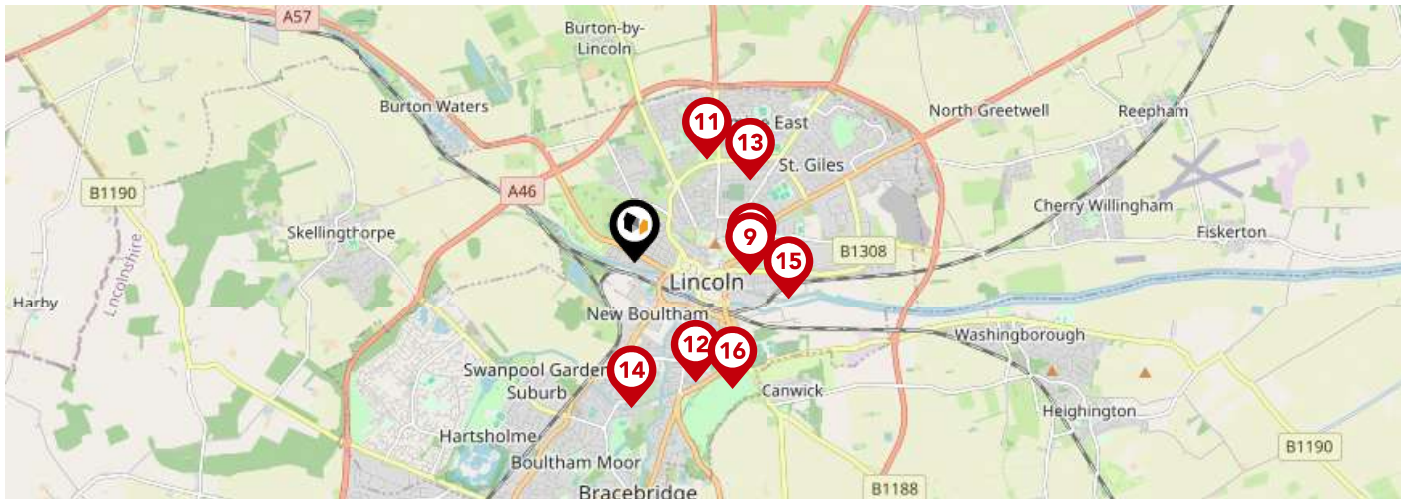 A57
Burton-by-
Lincoln
Burton Waters
North Greetwell
Reepham
11
East
13
St. Giles
B1190
A46
Cherry Willingham
Skellingthorpe
Fiskerton
9
B1308
15
Lincolnshire
Harby
Lincoln
New Boultham
Washingborough
12
16
14
Swanpool Garden
Suburb
Canwick
Heighington
Hartsholme
B1190
Boultham Moor
B1188
Bracebridge